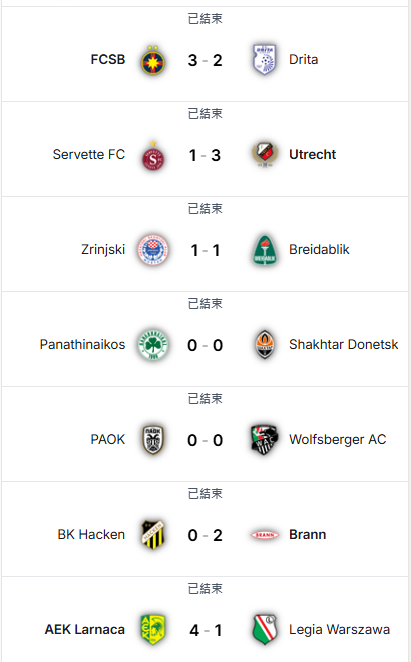 已結束
FCSB 3 - 2 Drita
已結束
Servette FC 1 - 3 Utrecht
已結束
Zrinjski 1 - 1 Breidablik
已結束
Panathinaikos 0 - 0 Shakhtar Donetsk
已結束
PAOK 0 - 0 Wolfsberger AC
已結束
BK Hacken 0 - 2 Brann
已結束
AEK Larnaca 4 - 1 Legia Warszawa